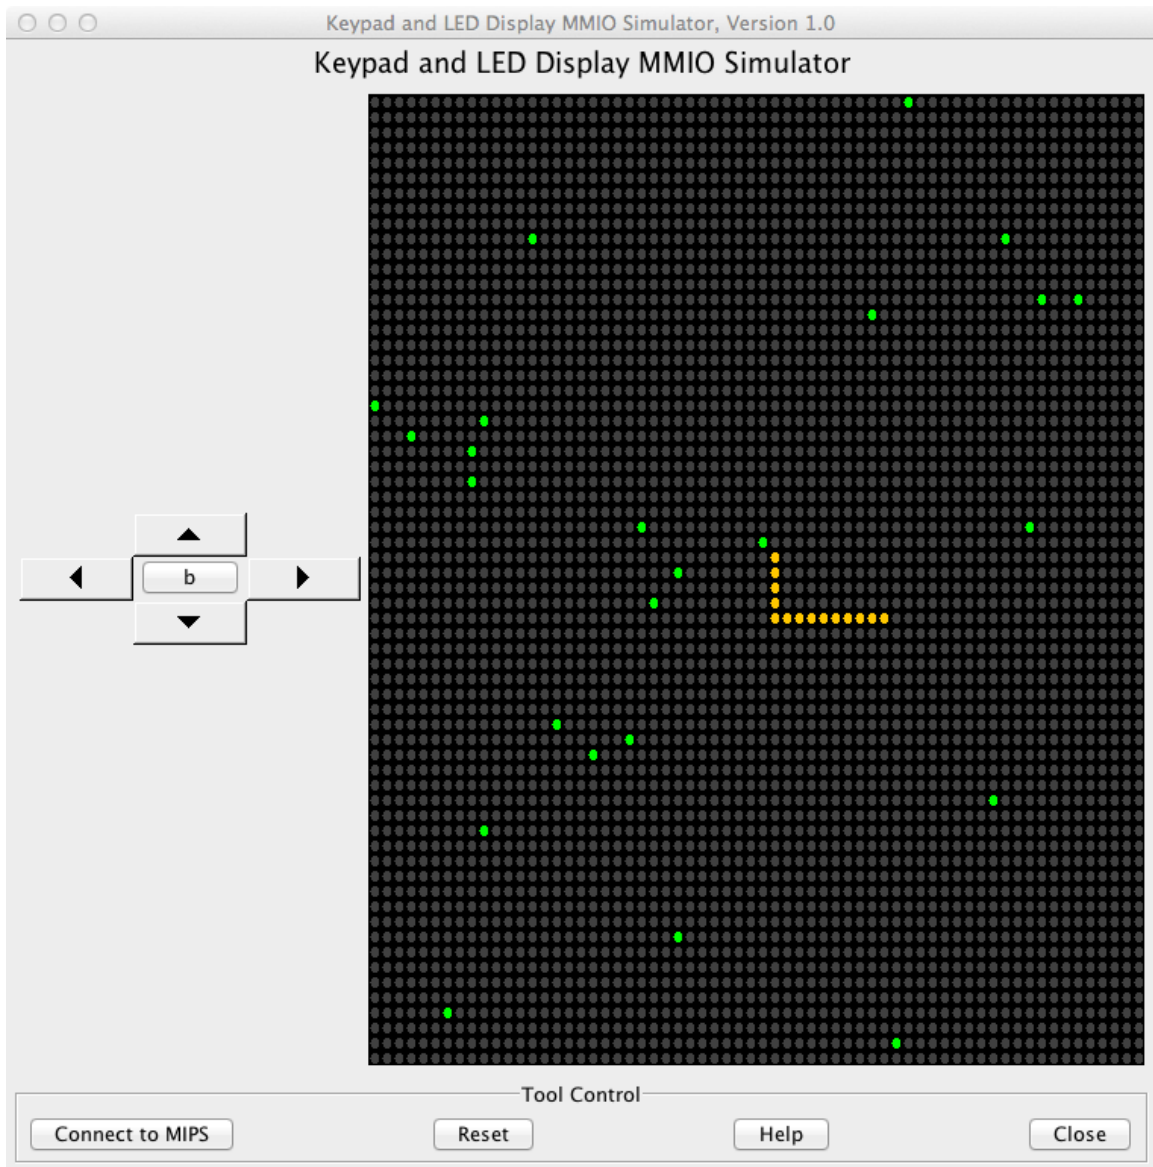 Keypad and LED Display MMIO Simulator, Version 1.0
Keypad and LED Display MMIO Simulator
b
Tool Control
Connect to MIPS
Reset
Help
Close